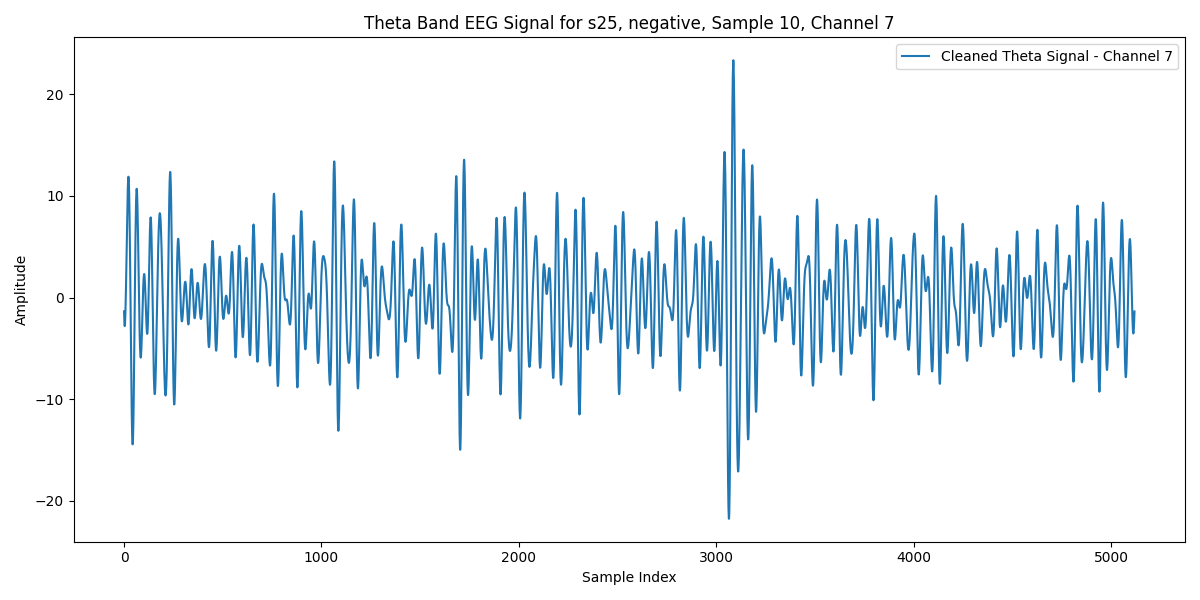 Theta Band EEG Signal for s25, negative, Sample 10, Channel 7
Cleaned Theta Signal - Channel 7
Amplitude
20
10
0
−10
−20
0 1000 2000 3000 4000 5000
Sample Index